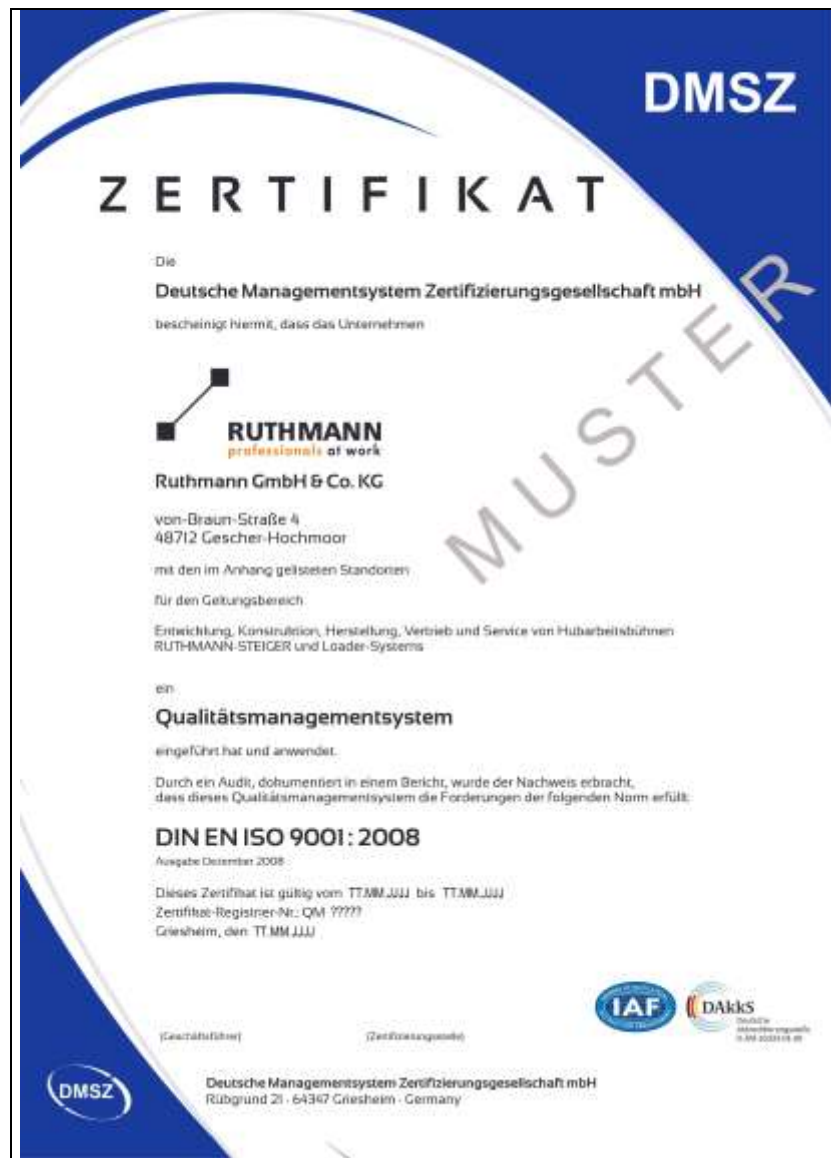 DMSZ
ZERTIFIKAT
Die
Deutsche Managementsystem Zertifizierungsgesellschaft mbH
bescheinigt hiermit, dass das Unternehmen
RUTHMANN
professionals at work
Ruthmann GmbH & Co. KG
von-Braun-Straße 4
48712 Gescher-Hochmoor
mit den im Anhang gelisteten Standorten
für den Geltungsbereich
Entwicklung, Konstruktion, Herstellung, Vertrieb und Service von Hubarbeitsbühnen
RUTHMANN-STEIGER und Loader-Systems
ein
Qualitätsmanagementsystem
eingeführt hat und anwendet.
Durch ein Audit, dokumentiert in einem Bericht, wurde der Nachweis erbracht,
dass dieses Qualitätsmanagementsystem die Forderungen der folgenden Norm erfüllt:
DIN EN ISO 9001: 2008
Ausgabe Dezember 2008
Dieses Zertifikat ist gültig vom TT.MM.JJJJ bis TT.MM.JJJJ
Zertifikat-Registrier-Nr.: QM ?????
Griesheim, den TT.MM.JJJJ
MUSTER
IAF
DAkkS
Deutsche
Akkreditierungsstelle
(Geschäftsführer) (Zertifizierungsstelle)
DMSZ
Deutsche Managementsystem Zertifizierungsgesellschaft mbH
Rübgrund 21 · 64347 Griesheim · Germany